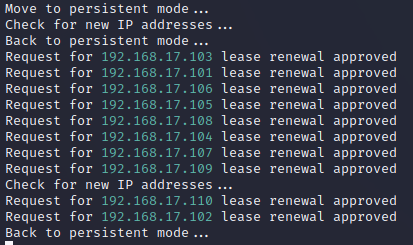 Move to persistent mode...
Check for new IP addresses...
Back to persistent mode...
Request for 192.168.17.103 lease renewal approved
Request for 192.168.17.101 lease renewal approved
Request for 192.168.17.106 lease renewal approved
Request for 192.168.17.105 lease renewal approved
Request for 192.168.17.108 lease renewal approved
Request for 192.168.17.104 lease renewal approved
Request for 192.168.17.107 lease renewal approved
Request for 192.168.17.109 lease renewal approved
Check for new IP addresses...
Request for 192.168.17.110 lease renewal approved
Request for 192.168.17.102 lease renewal approved
Back to persistent mode...